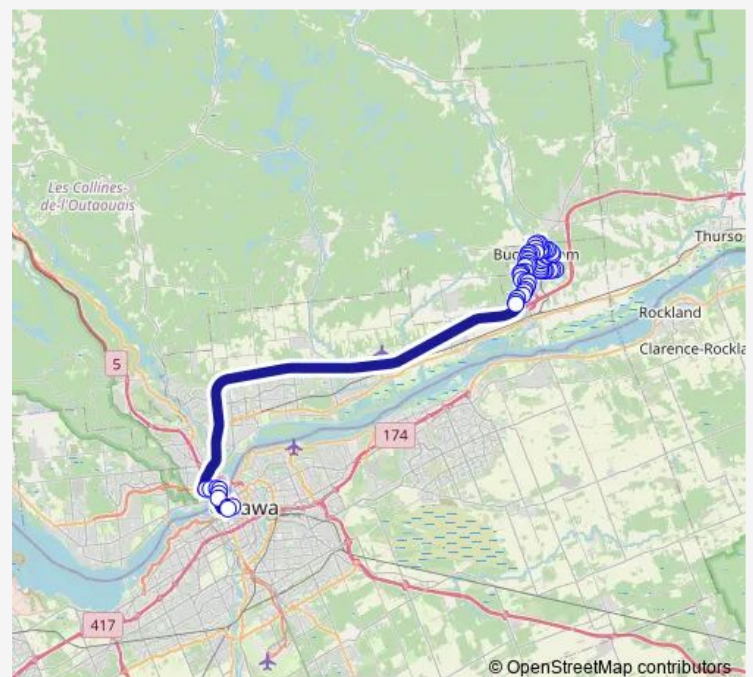 Les Collines-
de-l'Outaouais
Thurso
Rockland
Clarence-Rockla
5
174
417
© OpenStreetMap contributors